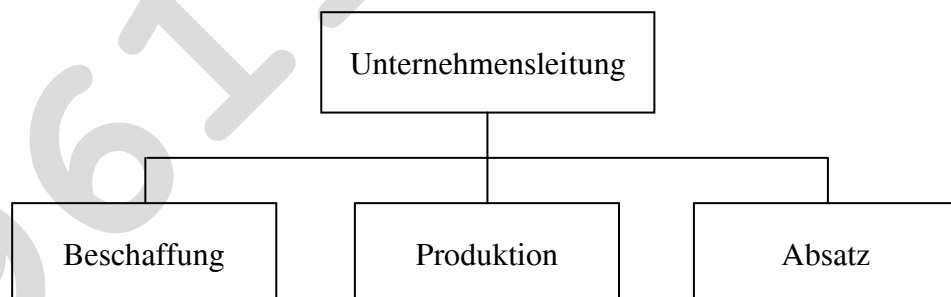 Unternehmensleitung
Beschaffung
Produktion
Absatz